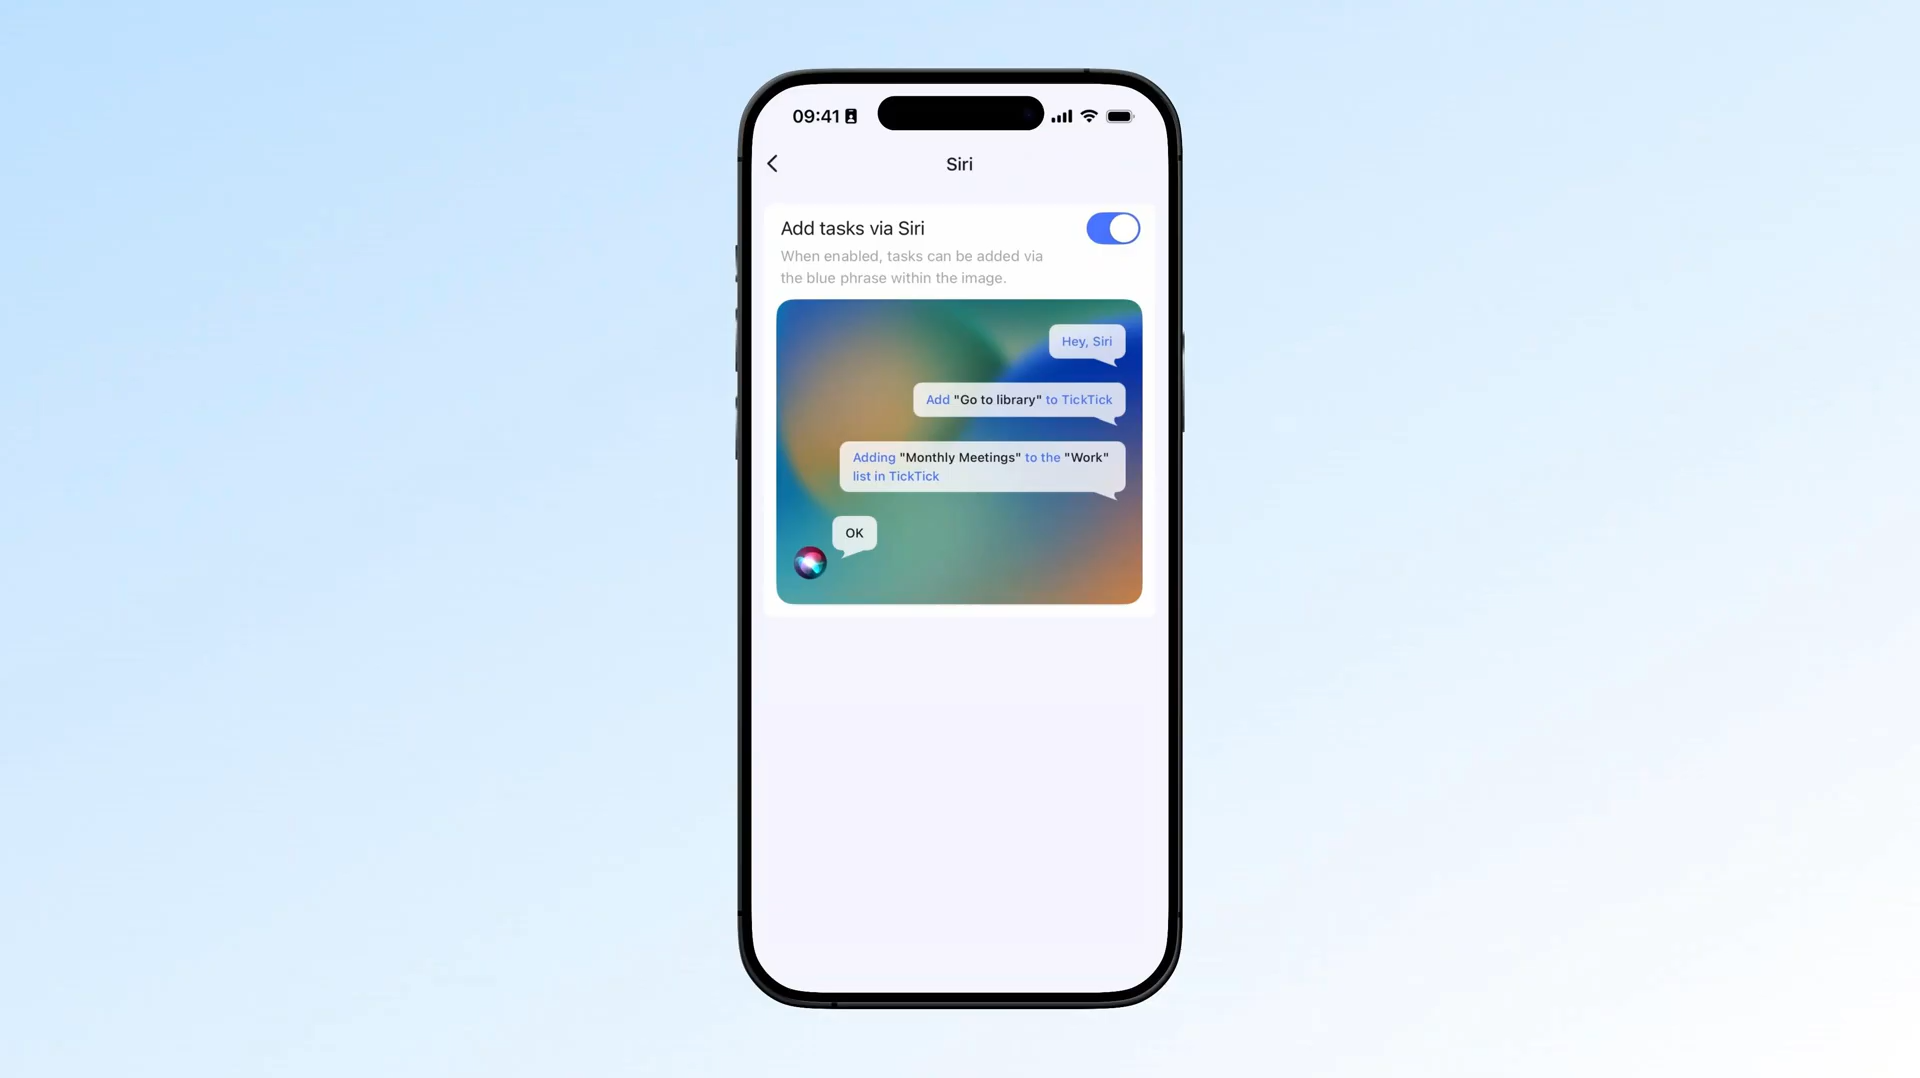 09:41
Siri
Add tasks via Siri
When enabled, tasks can be added via
the blue phrase within the image.
Hey, Siri
Add "Go to library" to TickTick
Adding "Monthly Meetings" to the "Work"
list in TickTick
OK